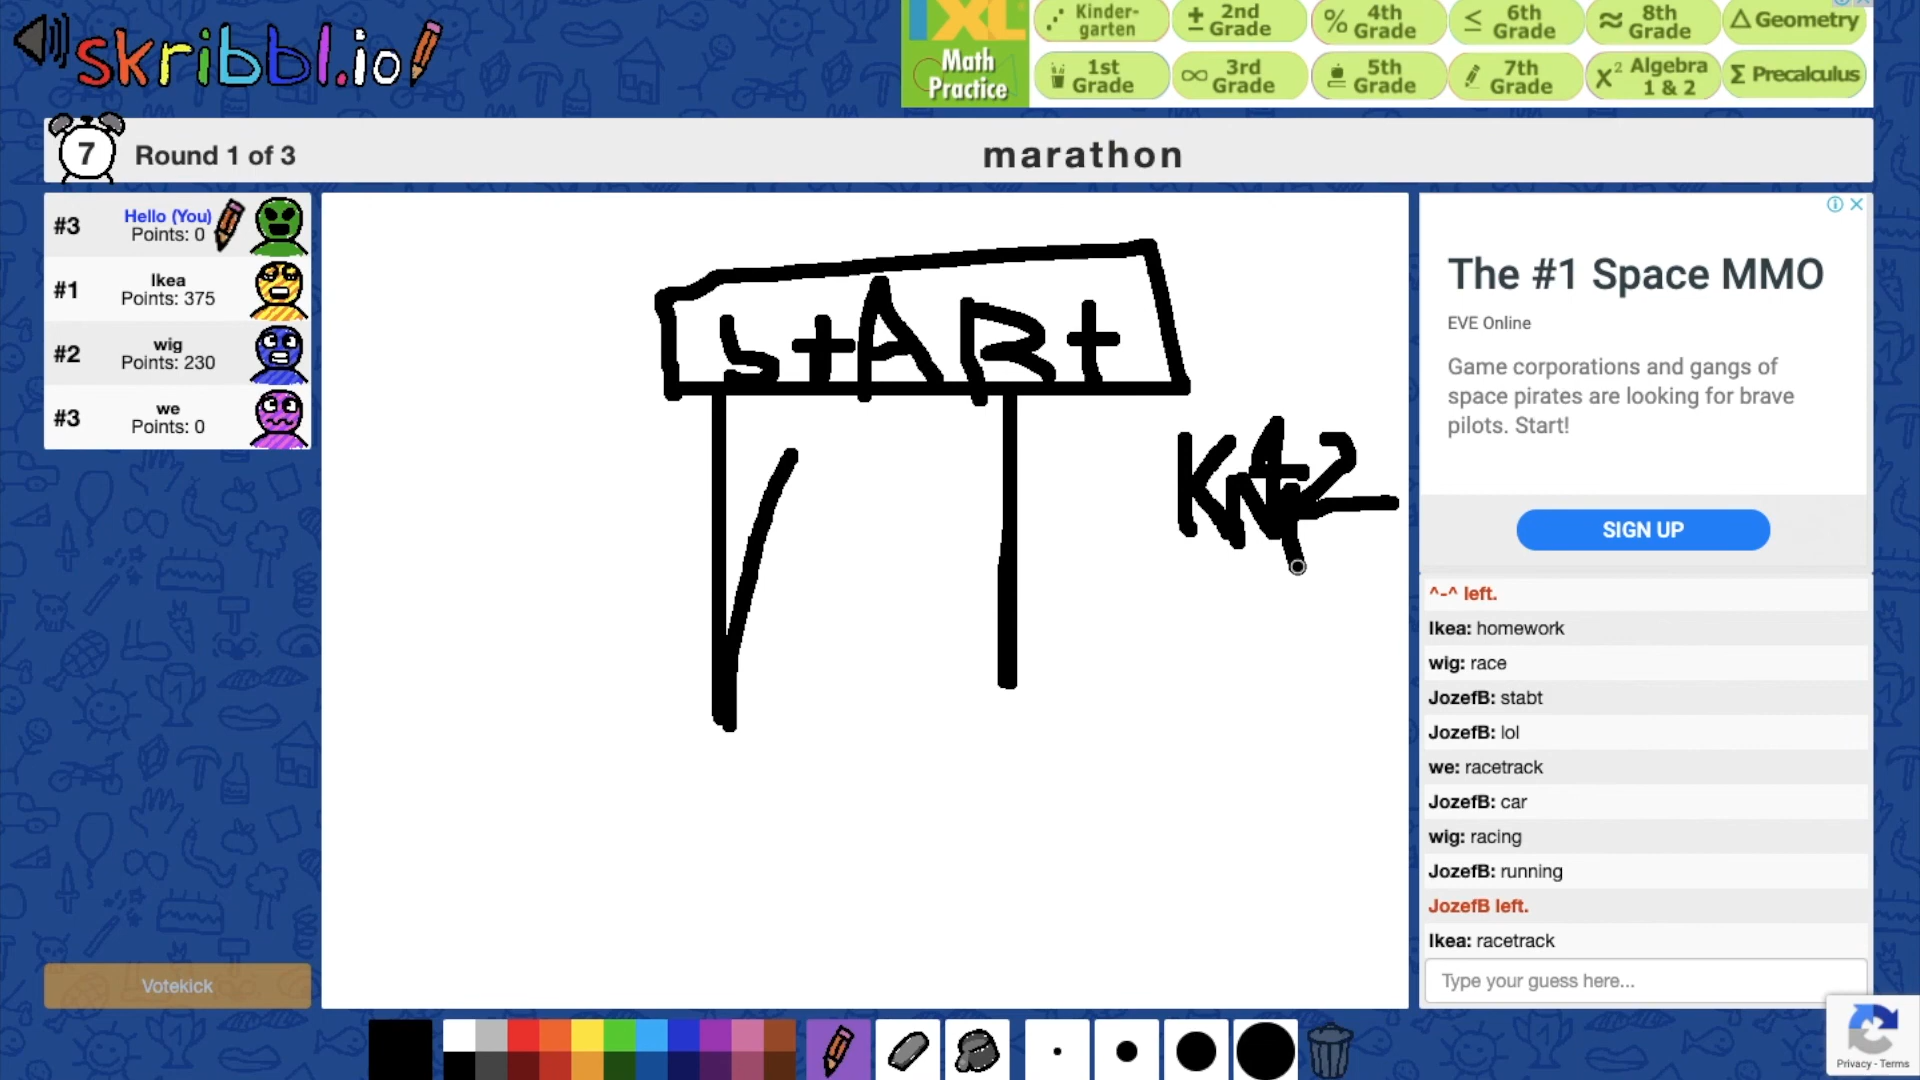 skribbl.io
IXL
Math
Practice
Kinder-
garten
1st
Grade
2nd
Grade
3rd
Grade
4th
Grade
5th
Grade
6th
Grade
7th
Grade
8th
Grade
Algebra
1 & 2
Geometry
Precalculus
7
Round 1 of 3
marathon
#3
Hello (You)
Points: 0
#1
Ikea
Points: 375
#2
wig
Points: 230
#3
we
Points: 0
Votekick
stARt
The #1 Space MMO
EVE Online
Game corporations and gangs of
space pirates are looking for brave
pilots. Start!
SIGN UP
^-^ left.
Ikea: homework
wig: race
JozefB: stabt
JozefB: lol
we: racetrack
JozefB: car
wig: racing
JozefB: running
JozefB left.
Ikea: racetrack
Type your guess here...
Privacy - Terms